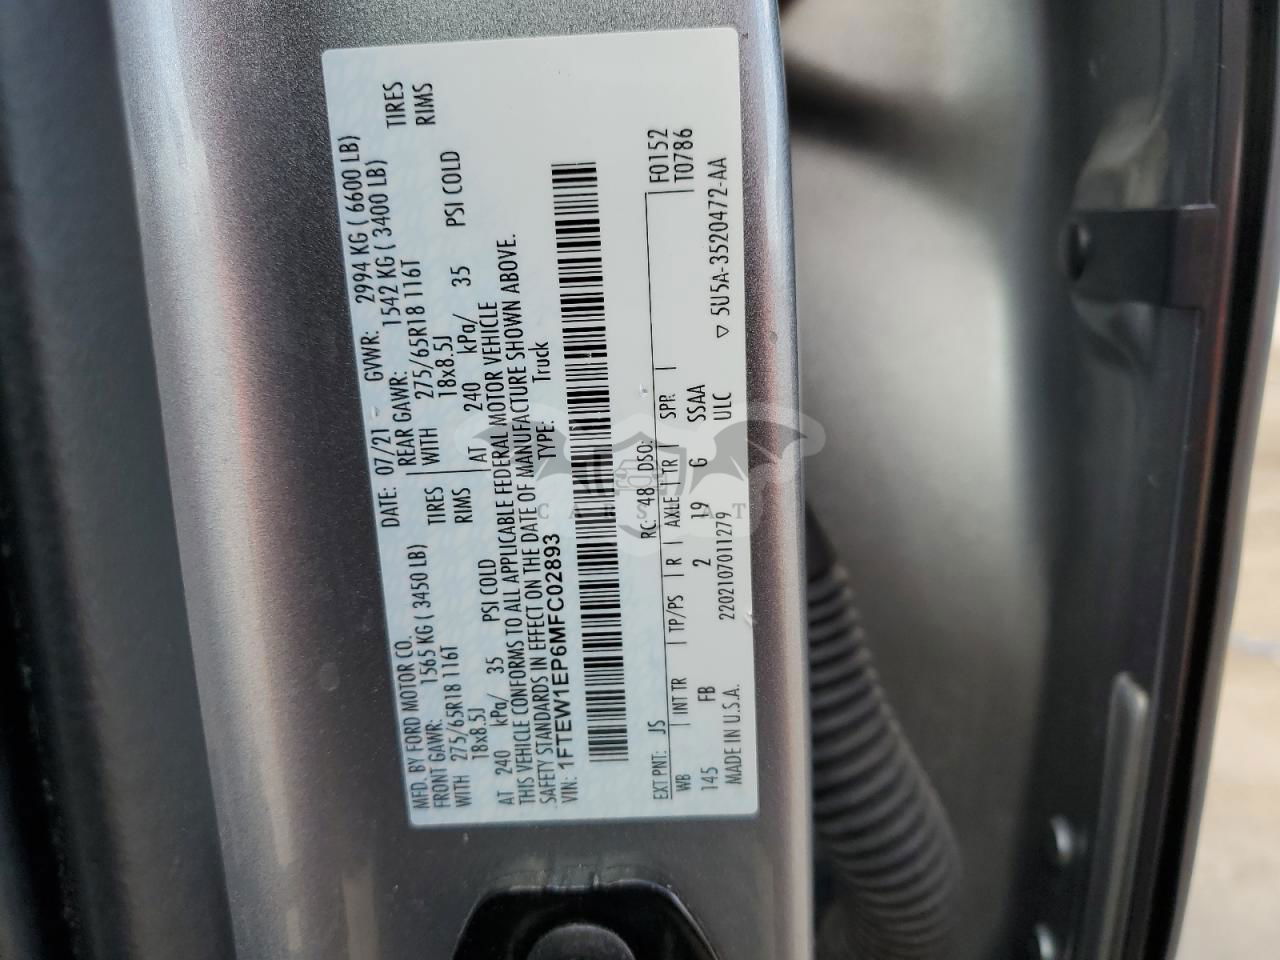 MFD. BY FORD MOTOR CO.
DATE: 07/21 GVWR: 2994 KG ( 6600 LB)
FRONT GAWR: 1565 KG ( 3450 LB) REAR GAWR: 1542 KG ( 3400 LB)
WITH 275/65R18 116T TIRES WITH 275/65R18 116T TIRES
18x8.5J RIMS 18x8.5J RIMS
AT 240 kPa/ 35 PSI COLD AT 240 kPa/ 35 PSI COLD
THIS VEHICLE CONFORMS TO ALL APPLICABLE FEDERAL MOTOR VEHICLE
SAFETY STANDARDS IN EFFECT ON THE DATE OF MANUFACTURE SHOWN ABOVE.
VIN: 1FTEW1EP6MFC02893 TYPE: Truck
EXT PNT: JS RC: 48 DSO: F0152
WB INT TR TP/PS R AXLE TR SPR T0786
145 FB 2 19 G SSAA
MADE IN U.S.A. 2202107011279 ULC ▽ 5U5A-3520472-AA
CARSAT